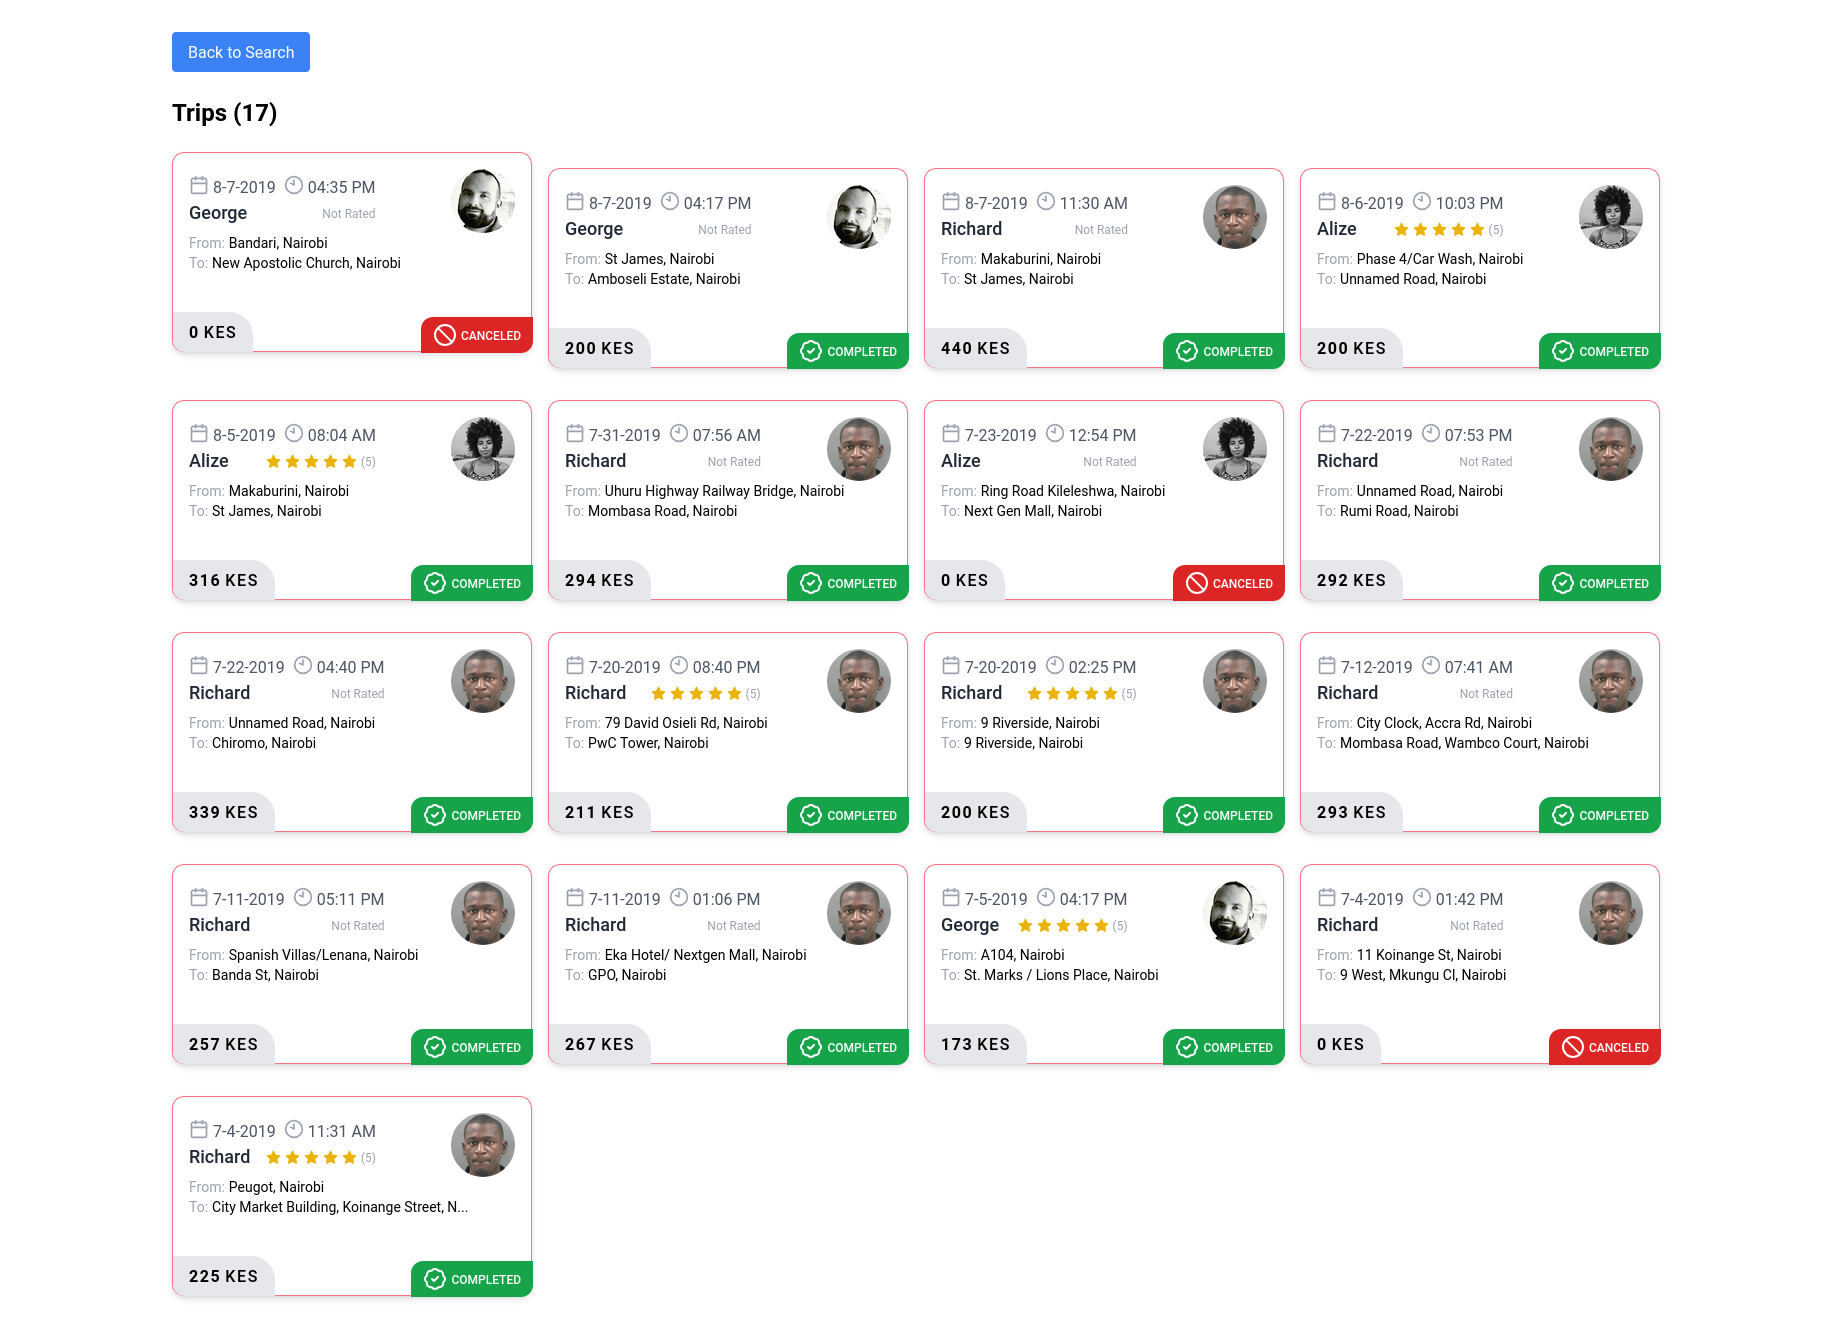 Back to Search
Trips (17)
8-7-2019 04:35 PM
George Not Rated
From: Bandari, Nairobi
To: New Apostolic Church, Nairobi
0 KES CANCELED
8-7-2019 04:17 PM
George Not Rated
From: St James, Nairobi
To: Amboseli Estate, Nairobi
200 KES COMPLETED
8-7-2019 11:30 AM
Richard Not Rated
From: Makaburini, Nairobi
To: St James, Nairobi
440 KES COMPLETED
8-6-2019 10:03 PM
Alize (5)
From: Phase 4/Car Wash, Nairobi
To: Unnamed Road, Nairobi
200 KES COMPLETED
8-5-2019 08:04 AM
Alize (5)
From: Makaburini, Nairobi
To: St James, Nairobi
316 KES COMPLETED
7-31-2019 07:56 AM
Richard Not Rated
From: Uhuru Highway Railway Bridge, Nairobi
To: Mombasa Road, Nairobi
294 KES COMPLETED
7-23-2019 12:54 PM
Alize Not Rated
From: Ring Road Kileleshwa, Nairobi
To: Next Gen Mall, Nairobi
0 KES CANCELED
7-22-2019 07:53 PM
Richard Not Rated
From: Unnamed Road, Nairobi
To: Rumi Road, Nairobi
292 KES COMPLETED
7-22-2019 04:40 PM
Richard Not Rated
From: Unnamed Road, Nairobi
To: Chiromo, Nairobi
339 KES COMPLETED
7-20-2019 08:40 PM
Richard (5)
From: 79 David Osieli Rd, Nairobi
To: PwC Tower, Nairobi
211 KES COMPLETED
7-20-2019 02:25 PM
Richard (5)
From: 9 Riverside, Nairobi
To: 9 Riverside, Nairobi
200 KES COMPLETED
7-12-2019 07:41 AM
Richard Not Rated
From: City Clock, Accra Rd, Nairobi
To: Mombasa Road, Wambco Court, Nairobi
293 KES COMPLETED
7-11-2019 05:11 PM
Richard Not Rated
From: Spanish Villas/Lenana, Nairobi
To: Banda St, Nairobi
257 KES COMPLETED
7-11-2019 01:06 PM
Richard Not Rated
From: Eka Hotel/ Nextgen Mall, Nairobi
To: GPO, Nairobi
267 KES COMPLETED
7-5-2019 04:17 PM
George (5)
From: A104, Nairobi
To: St. Marks / Lions Place, Nairobi
173 KES COMPLETED
7-4-2019 01:42 PM
Richard Not Rated
From: 11 Koinange St, Nairobi
To: 9 West, Mkungu Cl, Nairobi
0 KES CANCELED
7-4-2019 11:31 AM
Richard (5)
From: Peugot, Nairobi
To: City Market Building, Koinange Street, N...
225 KES COMPLETED